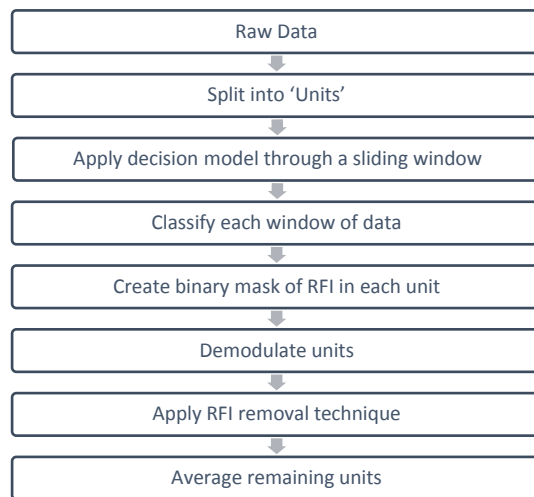 Raw Data
Split into ‘Units’
Apply decision model through a sliding window
Classify each window of data
Create binary mask of RFI in each unit
Demodulate units
Apply RFI removal technique
Average remaining units